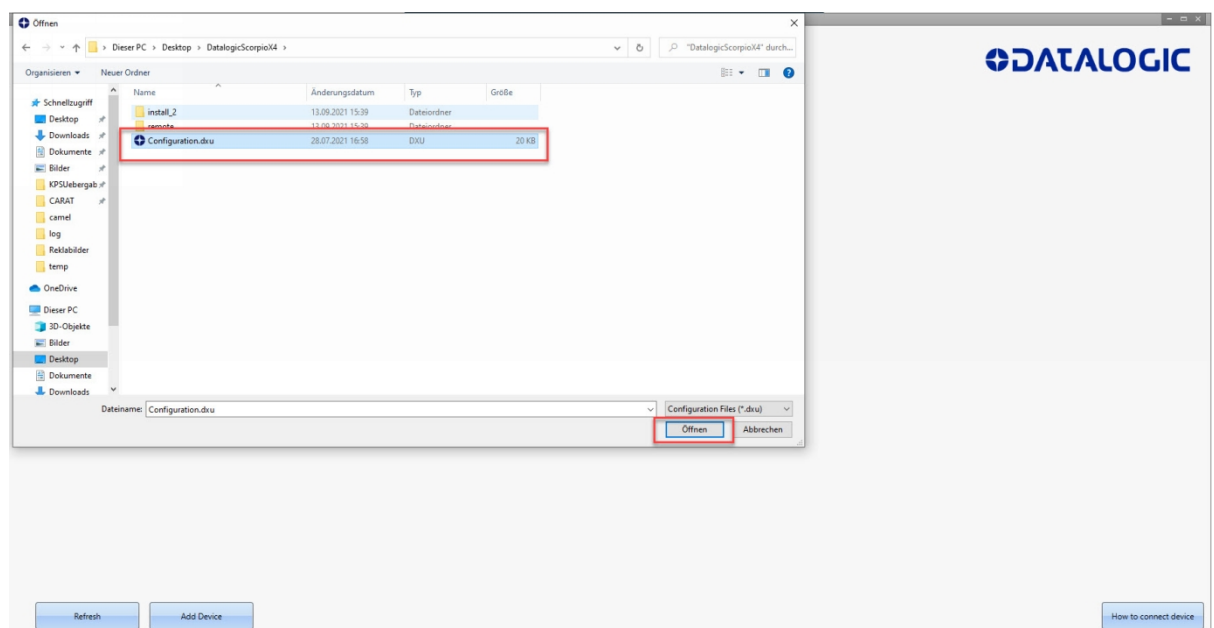 Öffnen
Dieser PC > Desktop > DatalogicScorpioX4 >
"DatalogicScorpioX4" durch...
Organisieren Neuer Ordner
DATALOGIC
Name Änderungsdatum Typ Größe
Schnellzugriff
Desktop
Downloads
Dokumente
Bilder
KPSUebergab
CARAT
camel
log
Reklabilder
temp
OneDrive
Dieser PC
3D-Objekte
Bilder
Desktop
Dokumente
Downloads
install_2 13.09.2021 15:39 Dateiordner
remote 13.09.2021 15:39 Dateiordner
Configuration.dxu 28.07.2021 16:58 DXU 20 KB
Dateiname: Configuration.dxu Configuration Files (*.dxu)
Öffnen Abbrechen
Refresh Add Device How to connect device